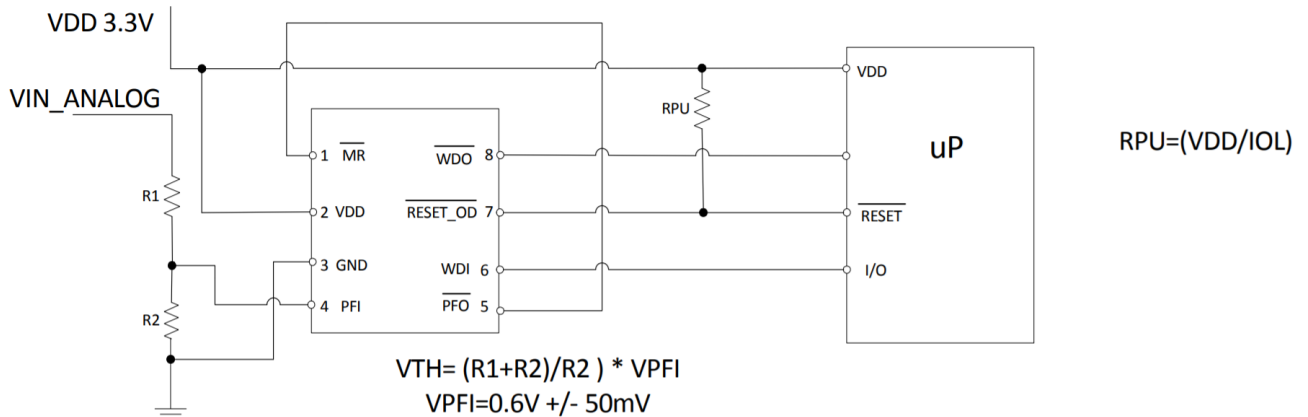 VDD 3.3V
VIN_ANALOG
R1
R2
1 MR
2 VDD
3 GND
4 PFI
WDO 8
RESET_OD 7
WDI 6
PFO 5
RPU
VDD
uP
RESET
I/O
RPU=(VDD/IOL)
VTH= (R1+R2)/R2 ) * VPFI
VPFI=0.6V +/- 50mV